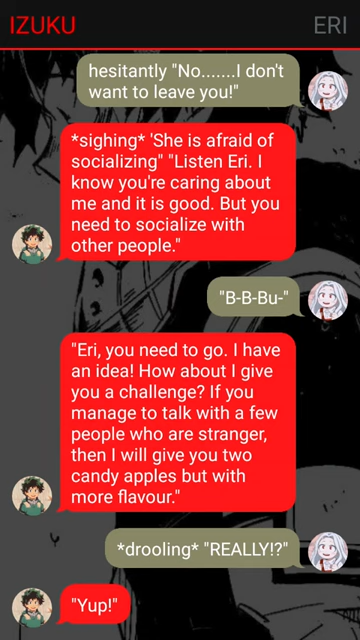 IZUKU ERI
hesitantly "No.......I don't
want to leave you!"
*sighing* 'She is afraid of
socializing" "Listen Eri. I
know you're caring about
me and it is good. But you
need to socialize with
other people."
"B-B-Bu-"
"Eri, you need to go. I have
an idea! How about I give
you a challenge? If you
manage to talk with a few
people who are stranger,
then I will give you two
candy apples but with
more flavour."
*drooling* "REALLY!?"
"Yup!"